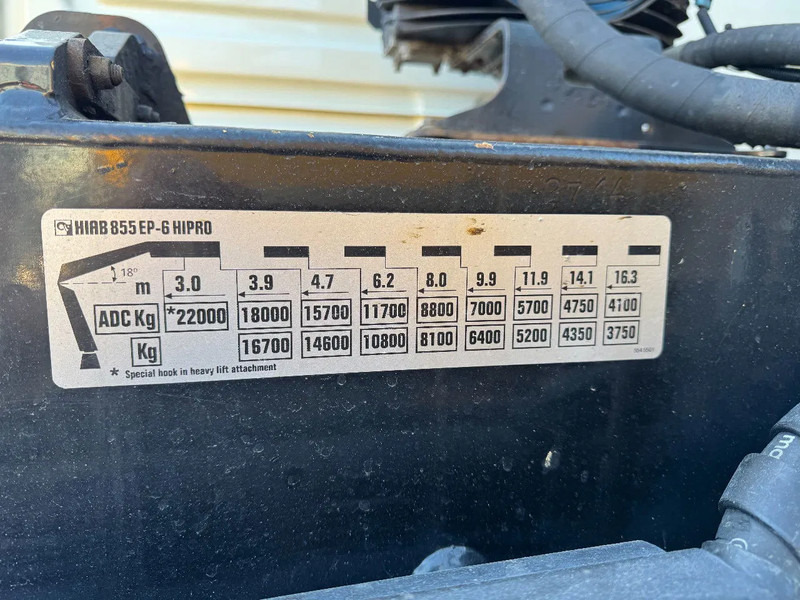 HIAB 855 EP-6 HIPRO
18° m 3.0 3.9 4.7 6.2 8.0 9.9 11.9 14.1 16.3
ADC Kg *22000 18000 15700 11700 8800 7000 5700 4750 4100
Kg 16700 14600 10800 8100 6400 5200 4350 3750
* Special hook in heavy lift attachment
ma